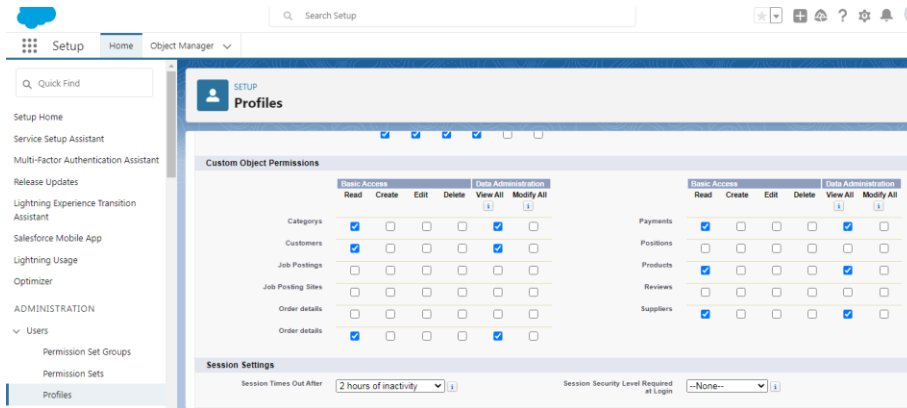 Search Setup
Setup Home Object Manager
Quick Find
Setup Home
Service Setup Assistant
Multi-Factor Authentication Assistant
Release Updates
Lightning Experience Transition
Assistant
Salesforce Mobile App
Lightning Usage
Optimizer
ADMINISTRATION
Users
Permission Set Groups
Permission Sets
Profiles
SETUP
Profiles
Custom Object Permissions
Basic Access Data Administration
Read Create Edit Delete View All Modify All
Categorys
Customers
Job Postings
Job Posting Sites
Order details
Order details
Basic Access Data Administration
Read Create Edit Delete View All Modify All
Payments
Positions
Products
Reviews
Suppliers
Session Settings
Session Times Out After 2 hours of inactivity
Session Security Level Required
at Login --None--